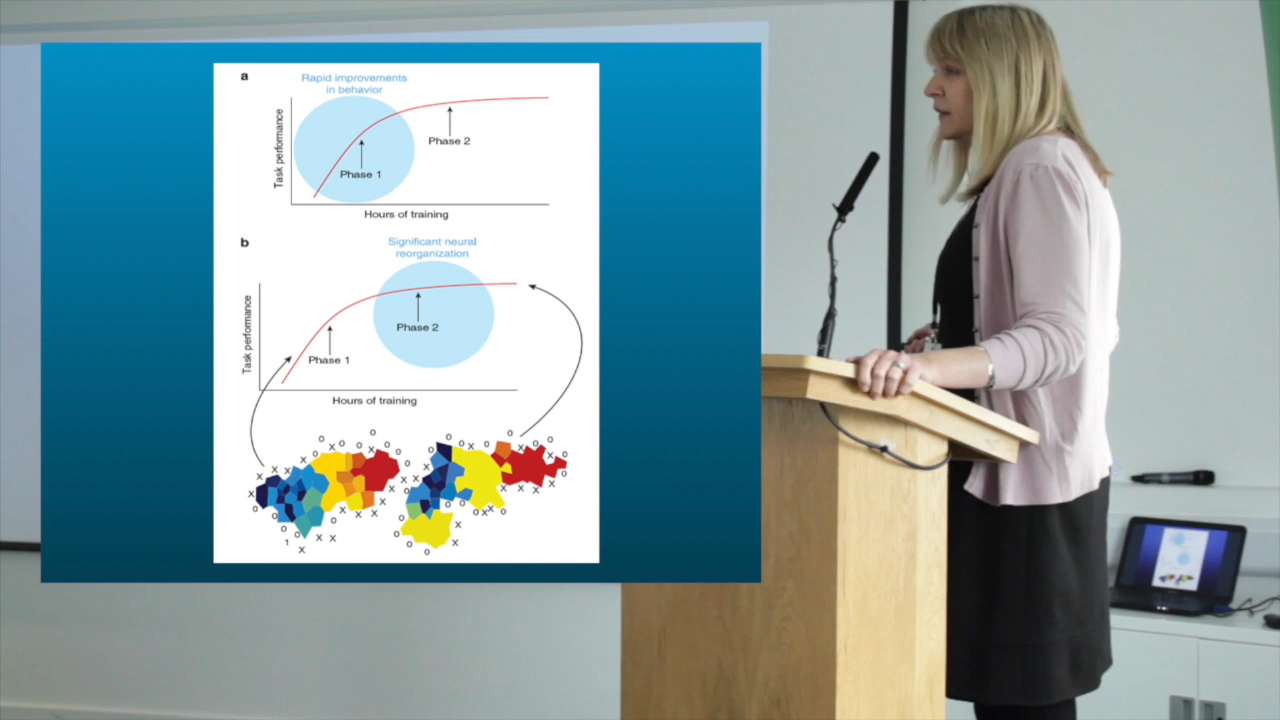 a
Rapid improvements
in behavior
Task performance
Phase 1
Phase 2
Hours of training
b
Significant neural
reorganization
Task performance
Phase 1
Phase 2
Hours of training